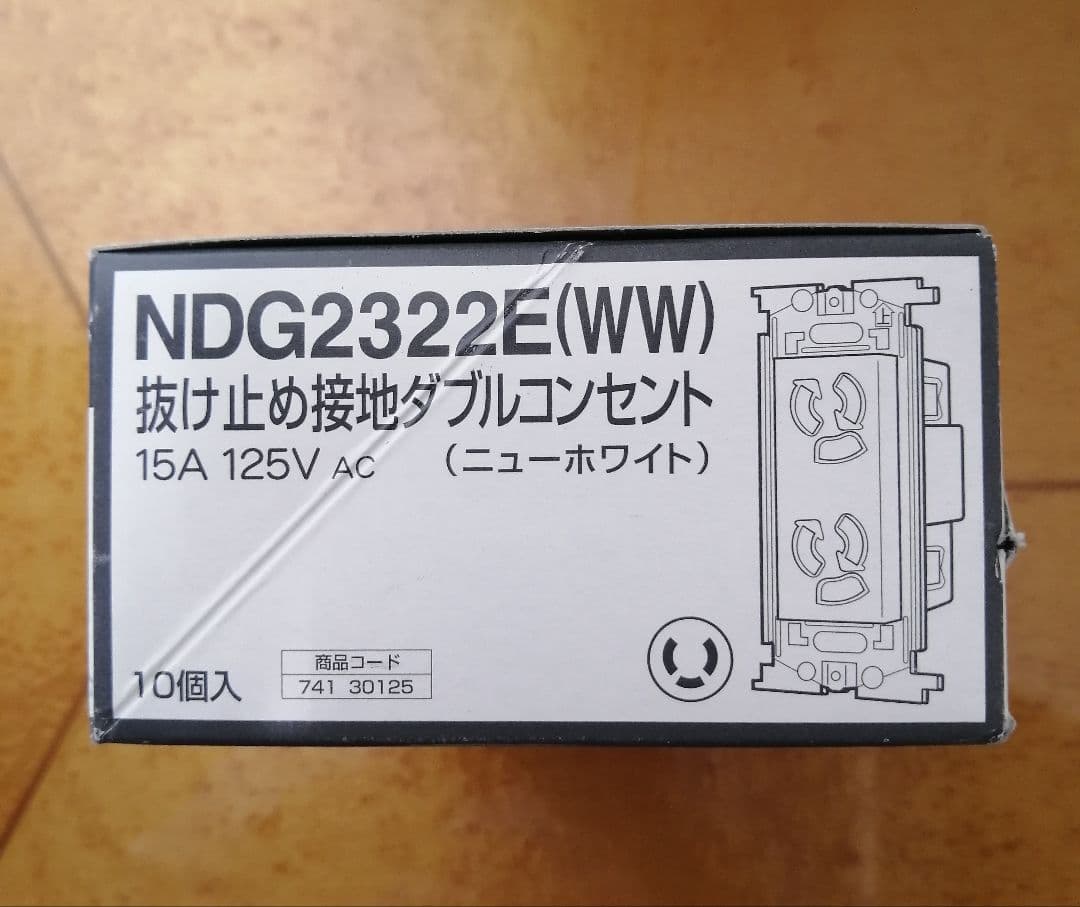 NDG2322E(WW)
抜け止め接地ダブルコンセント
15A 125V AC (ニューホワイト)
上
10個入
商品コード
741 30125